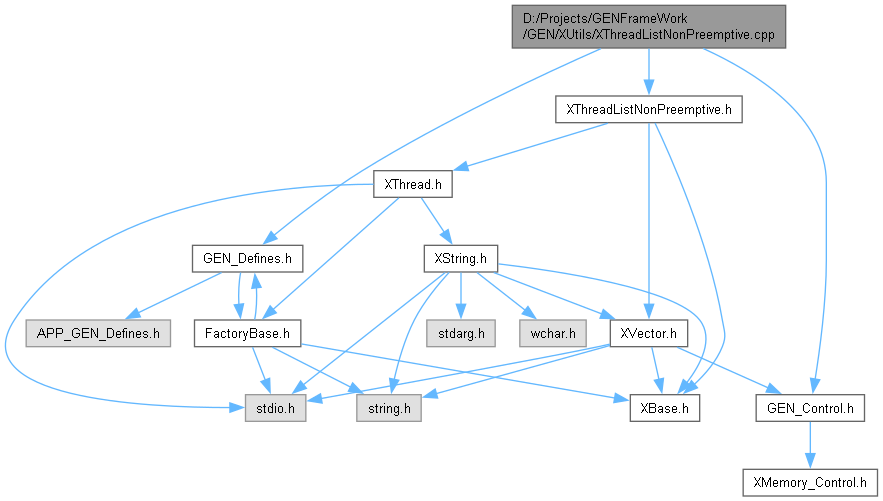 D:/Projects/GENFrameWork
/GEN/XUtils/XThreadListNonPreemptive.cpp
XThreadListNonPreemptive.h
XThread.h
GEN_Defines.h
XString.h
APP_GEN_Defines.h
FactoryBase.h
stdarg.h
wchar.h
XVector.h
stdio.h
string.h
XBase.h
GEN_Control.h
XMemory_Control.h